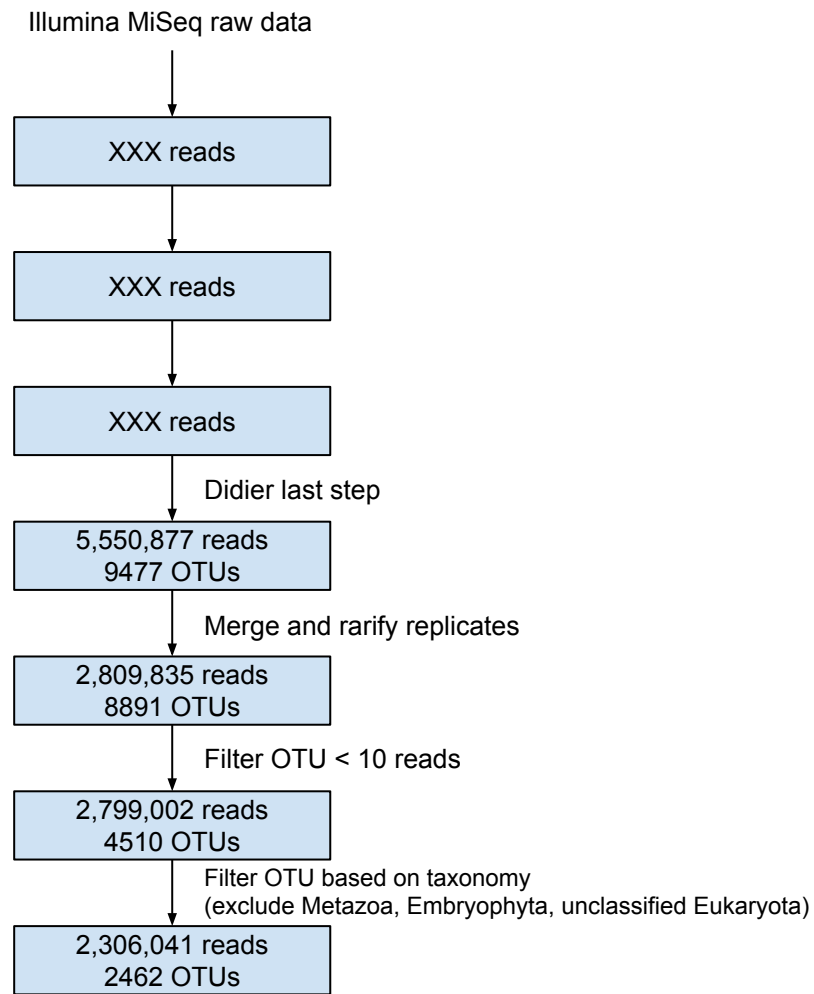 Illumina MiSeq raw data
XXX reads
XXX reads
XXX reads
Didier last step
5,550,877 reads
9477 OTUs
Merge and rarify replicates
2,809,835 reads
8891 OTUs
Filter OTU < 10 reads
2,799,002 reads
4510 OTUs
Filter OTU based on taxonomy
(exclude Metazoa, Embryophyta, unclassified Eukaryota)
2,306,041 reads
2462 OTUs